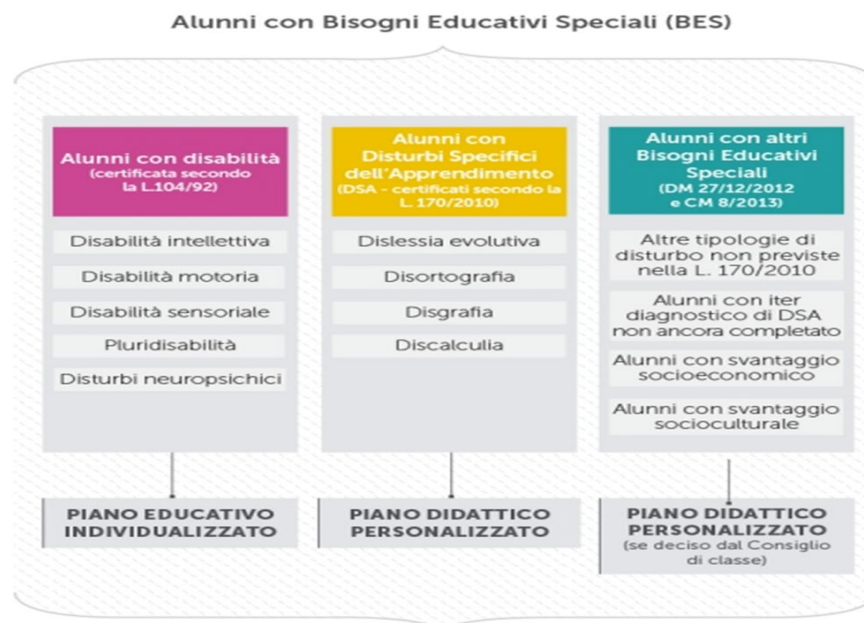 Alunni con Bisogni Educativi Speciali (BES)
Alunni con disabilità
(certificata secondo
la L.104/92)
Disabilità intellettiva
Disabilità motoria
Disabilità sensoriale
Pluridisabilità
Disturbi neuropsichici
PIANO EDUCATIVO
INDIVIDUALIZZATO
Alunni con
Disturbi Specifici
dell'Apprendimento
(DSA - certificati secondo la
L. 170/2010)
Dislessia evolutiva
Disortografia
Disgrafia
Discalculia
PIANO DIDATTICO
PERSONALIZZATO
Alunni con altri
Bisogni Educativi
Speciali
(DM 27/12/2012
e CM 8/2013)
Altre tipologie di
disturbo non previste
nella L. 170/2010
Alunni con iter
diagnostico di DSA
non ancora completato
Alunni con svantaggio
socioeconomico
Alunni con svantaggio
socioculturale
PIANO DIDATTICO
PERSONALIZZATO
(se deciso dal Consiglio
di classe)